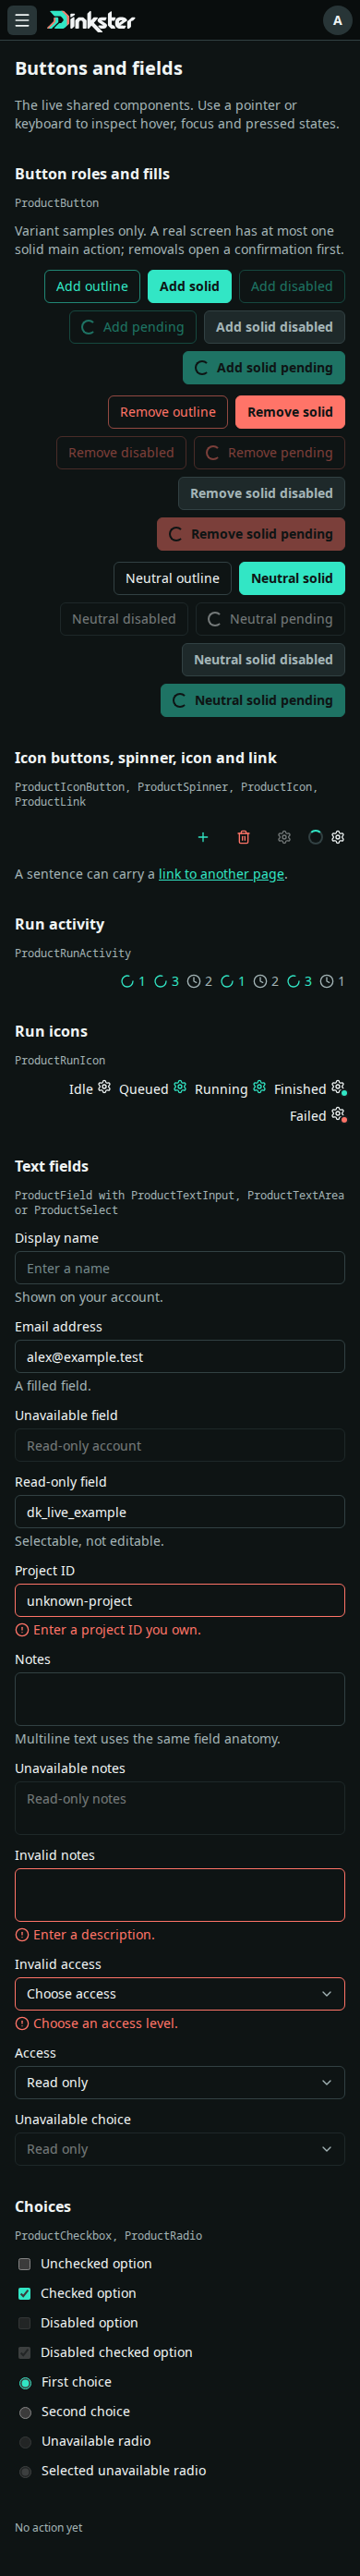 Dinkster
A
Buttons and fields
The live shared components. Use a pointer or
keyboard to inspect hover, focus and pressed states.
Button roles and fills
ProductButton
Variant samples only. A real screen has at most one
solid main action; removals open a confirmation first.
Add outline Add solid Add disabled
Add pending Add solid disabled
Add solid pending
Remove outline Remove solid
Remove disabled Remove pending
Remove solid disabled
Remove solid pending
Neutral outline Neutral solid
Neutral disabled Neutral pending
Neutral solid disabled
Neutral solid pending
Icon buttons, spinner, icon and link
ProductIconButton, ProductSpinner, ProductIcon,
ProductLink
A sentence can carry a link to another page.
Run activity
ProductRunActivity
1 3 2 1 2 3 1
Run icons
ProductRunIcon
Idle Queued Running Finished
Failed
Text fields
ProductField with ProductTextInput, ProductTextArea
or ProductSelect
Display name
Enter a name
Shown on your account.
Email address
alex@example.test
A filled field.
Unavailable field
Read-only account
Read-only field
dk_live_example
Selectable, not editable.
Project ID
unknown-project
Enter a project ID you own.
Notes
Multiline text uses the same field anatomy.
Unavailable notes
Read-only notes
Invalid notes
Enter a description.
Invalid access
Choose access
Choose an access level.
Access
Read only
Unavailable choice
Read only
Choices
ProductCheckbox, ProductRadio
Unchecked option
Checked option
Disabled option
Disabled checked option
First choice
Second choice
Unavailable radio
Selected unavailable radio
No action yet